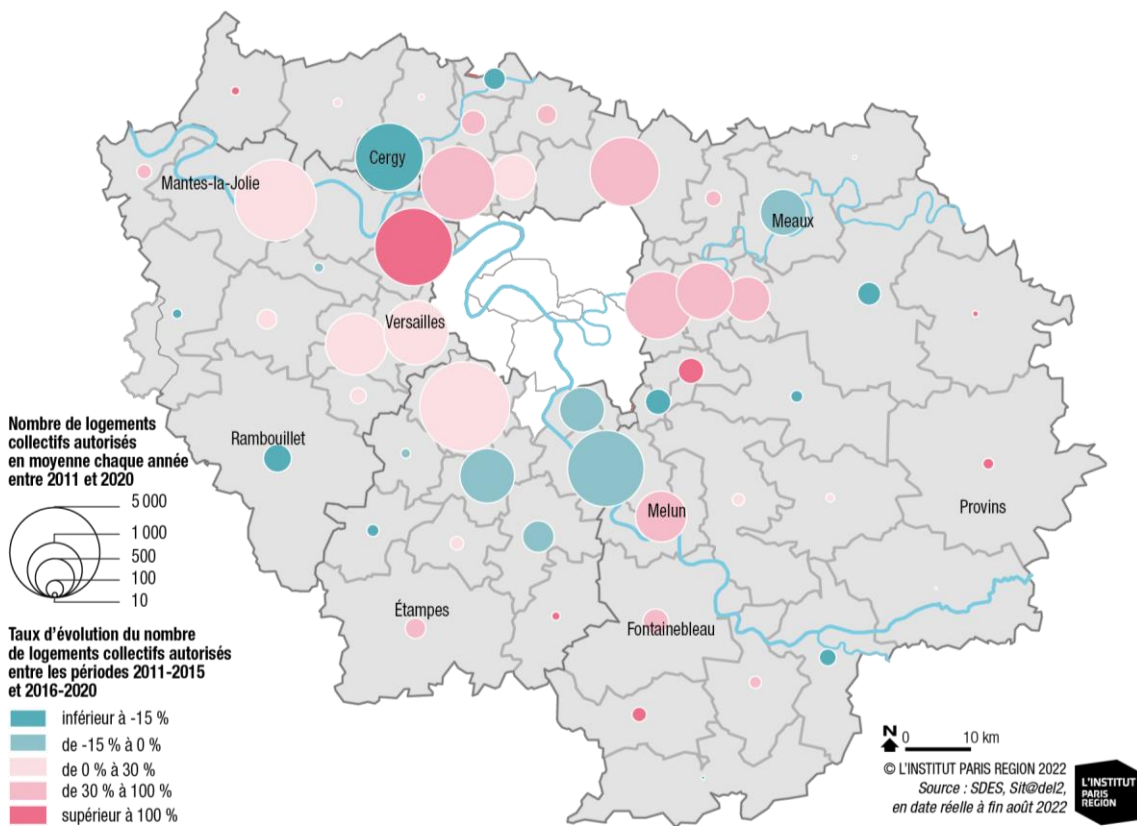 Cergy
Mantes-la-Jolie
Meaux
Versailles
Rambouillet
Melun
Provins
Étampes
Fontainebleau
Nombre de logements
collectifs autorisés
en moyenne chaque année
entre 2011 et 2020
5 000
1 000
500
100
10
Taux d'évolution du nombre
de logements collectifs autorisés
entre les périodes 2011-2015
et 2016-2020
inférieur à -15 %
de -15 % à 0 %
de 0 % à 30 %
de 30 % à 100 %
supérieur à 100 %
N 0 10 km
© L'INSTITUT PARIS REGION 2022
Source : SDES, Sit@del2,
en date réelle à fin août 2022
L'INSTITUT
PARIS
REGION